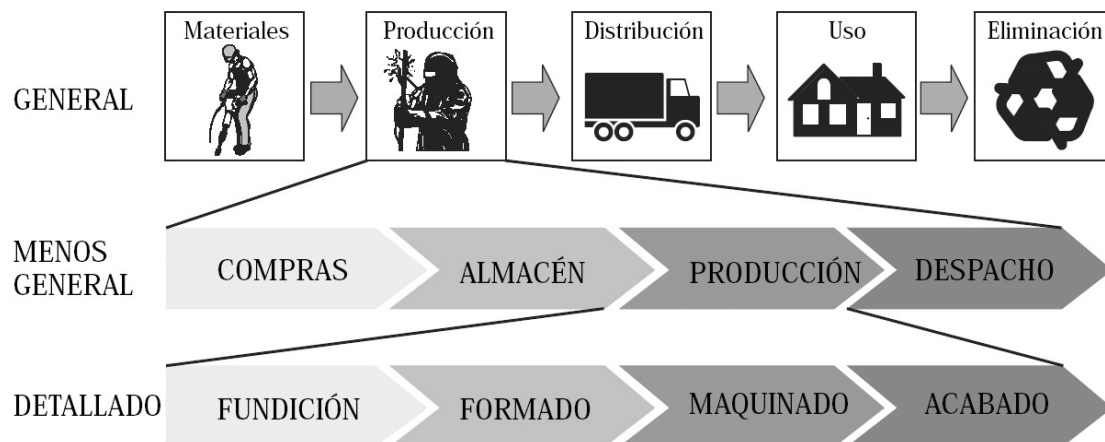 Materiales
Producción
Distribución
Uso
Eliminación
GENERAL
MENOS
GENERAL
COMPRAS
ALMACÉN
PRODUCCIÓN
DESPACHO
DETALLADO
FUNDICIÓN
FORMADO
MAQUINADO
ACABADO